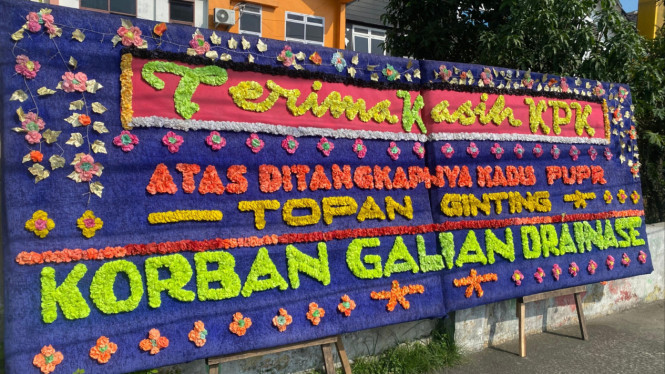 Terima Kasih KPK
ATAS DITANGKAPNYA KADIS PUPR
TOPAN GINTING
KORBAN GALIAN DRAINASE